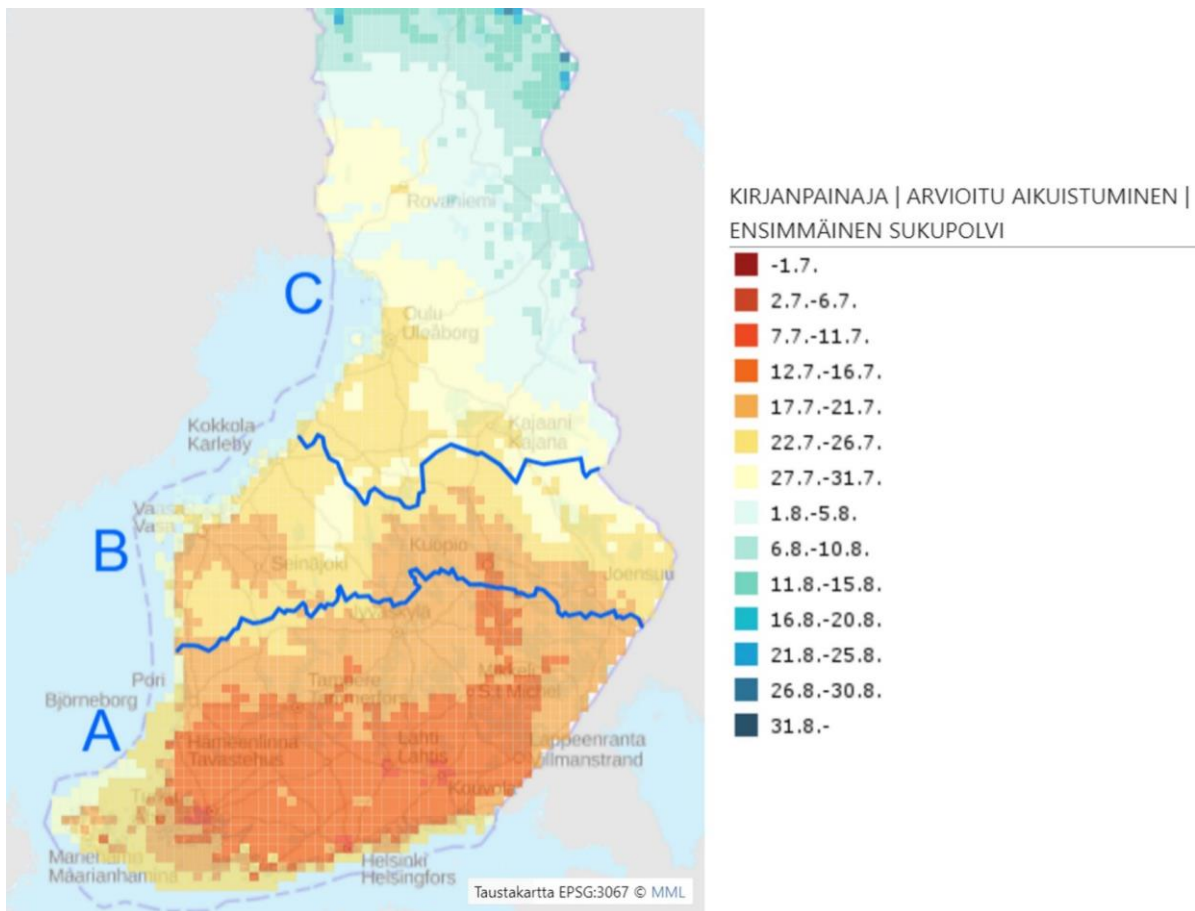 Rovaniemi
C
Oulu
Uleåborg
Kokkola
Karleby
Kajaani
Kajana
Vaasa
Vasa
B
Kuopio
Seinäjoki
Joensuu
Jyväskylä
Pori
Björneborg
Tampere
Tammerfors
Mikkeli
S:t Michel
A
Hämeenlinna
Tavastehus
Lahti
Lahtis
Lappeenranta
Villmanstrand
Kouvola
Helsinki
Helsingfors
Taustakartta EPSG:3067 © MML
KIRJANPAINAJA | ARVIOITU AIKUISTUMINEN |
ENSIMMÄINEN SUKUPOLVI
-1.7.
2.7.-6.7.
7.7.-11.7.
12.7.-16.7.
17.7.-21.7.
22.7.-26.7.
27.7.-31.7.
1.8.-5.8.
6.8.-10.8.
11.8.-15.8.
16.8.-20.8.
21.8.-25.8.
26.8.-30.8.
31.8.-